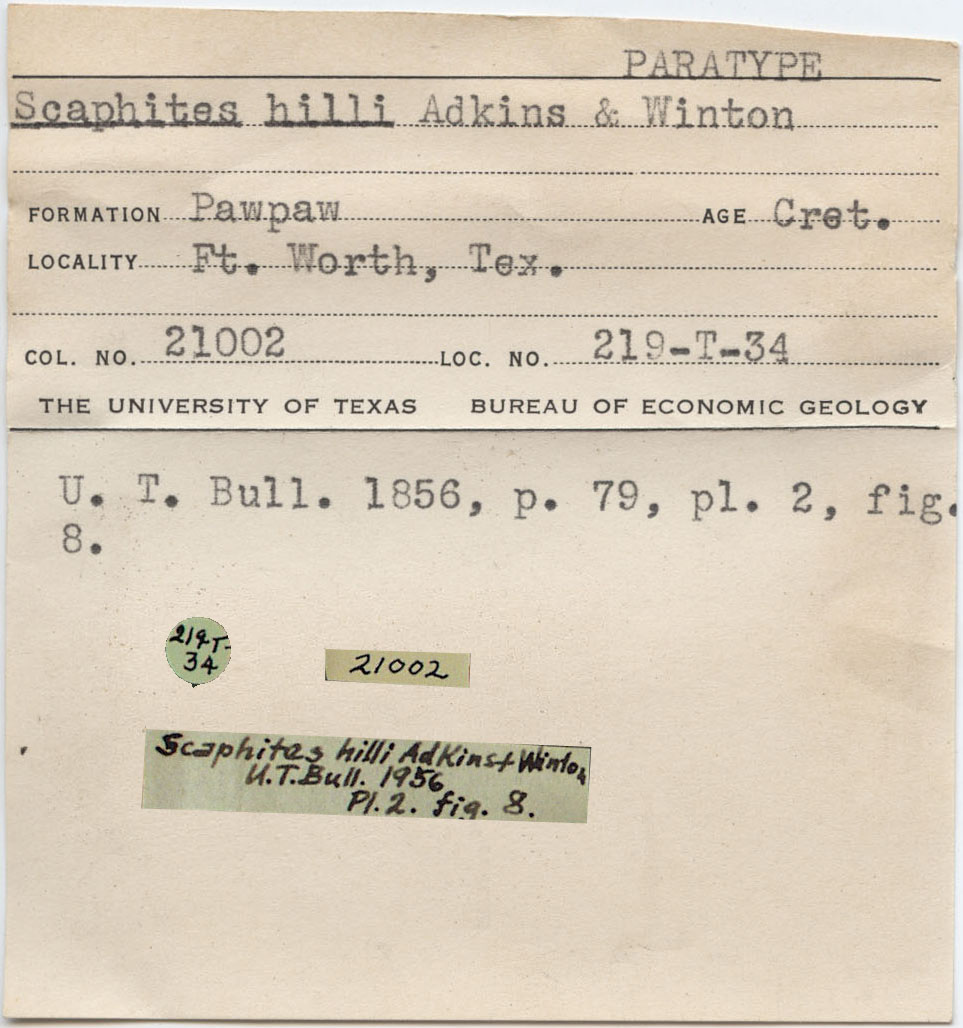 PARATYPE
Scaphites hilli Adkins & Winton
FORMATION Pawpaw AGE Cret.
LOCALITY Ft. Worth, Tex.
COL. NO. 21002 LOC. NO. 219-T-34
THE UNIVERSITY OF TEXAS BUREAU OF ECONOMIC GEOLOGY
U. T. Bull. 1856, p. 79, pl. 2, fig.
8.
219T-
34
21002
Scaphites hilli Adkins + Winton
U.T. Bull. 1956
Pl. 2. fig. 8.